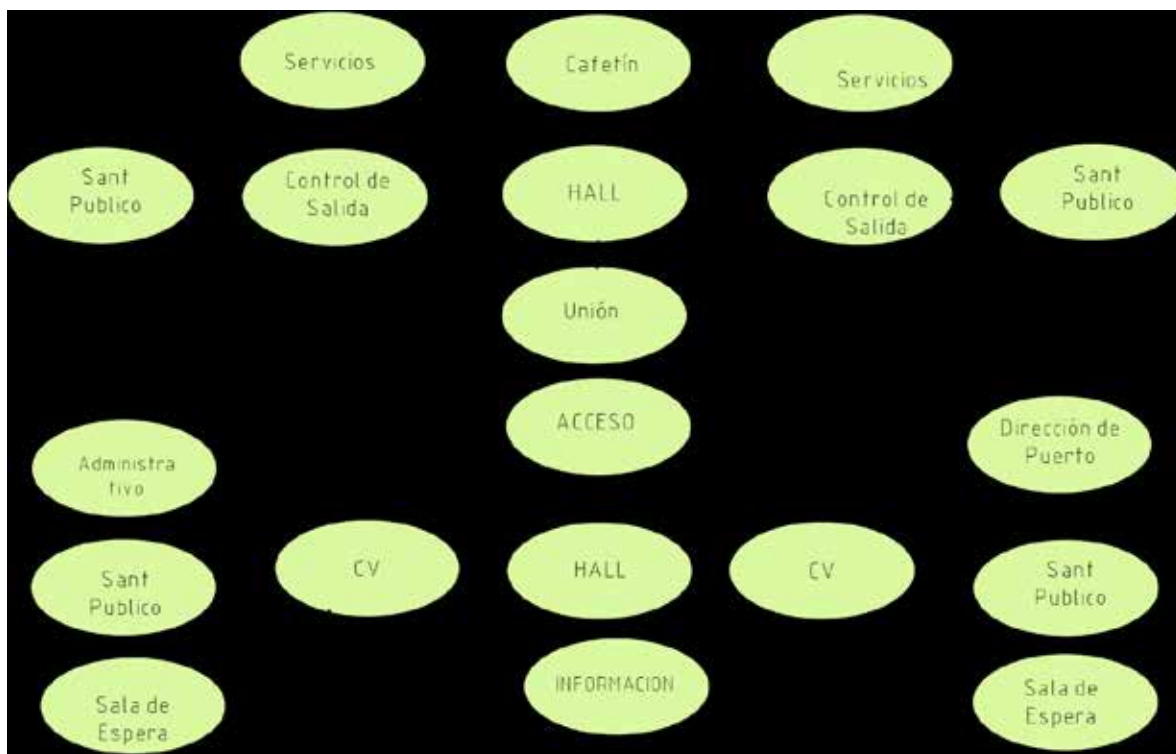 Servicios
Cafetín
Servicios
Sant
Publico
Control de
Salida
HALL
Control de
Salida
Sant
Publico
Unión
ACCESO
Administra
tivo
Dirección de
Puerto
Sant
Publico
CV
HALL
CV
Sant
Publico
Sala de
Espera
INFORMACION
Sala de
Espera